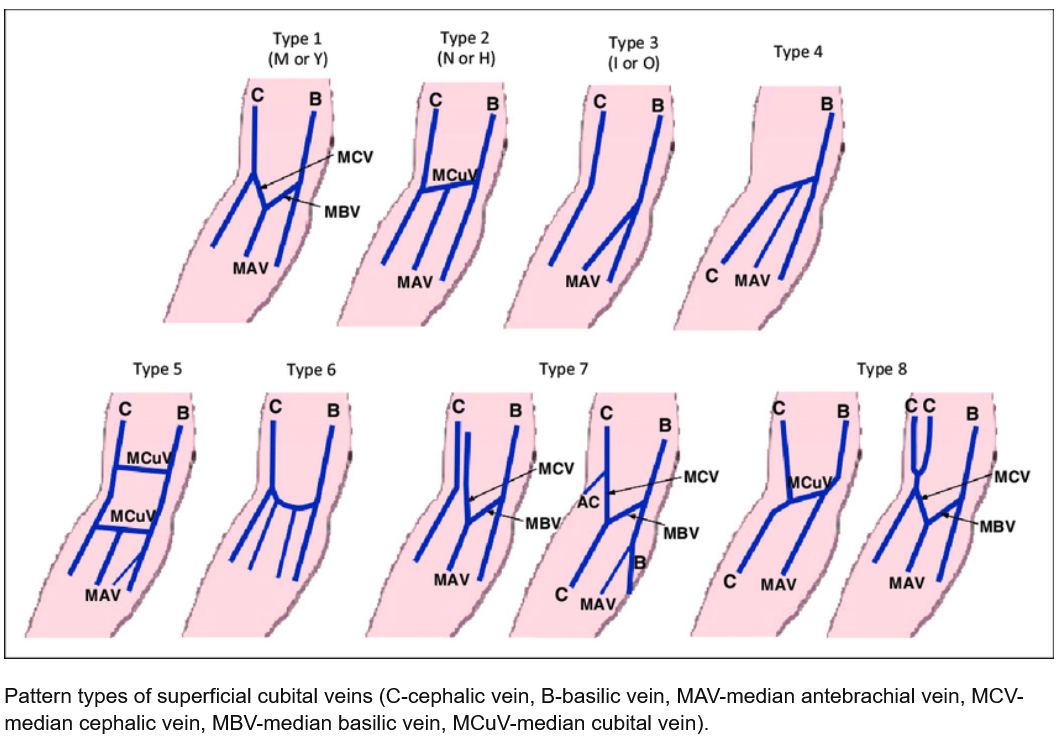 Type 1
(M or Y)
Type 2
(N or H)
Type 3
(I or O)
Type 4
C
B
MCV
MBV
MAV
C
B
MCuV
MAV
C
B
MAV
B
C
MAV
Type 5
Type 6
Type 7
Type 8
C
B
MCuV
MCuV
MAV
C
B
C
B
MCV
MBV
MAV
C
B
MCV
AC
MBV
B
C
MAV
C
B
MCuV
C
MAV
C C
B
MCV
MBV
MAV
Pattern types of superficial cubital veins (C-cephalic vein, B-basilic vein, MAV-median antebrachial vein, MCV-
median cephalic vein, MBV-median basilic vein, MCuV-median cubital vein).